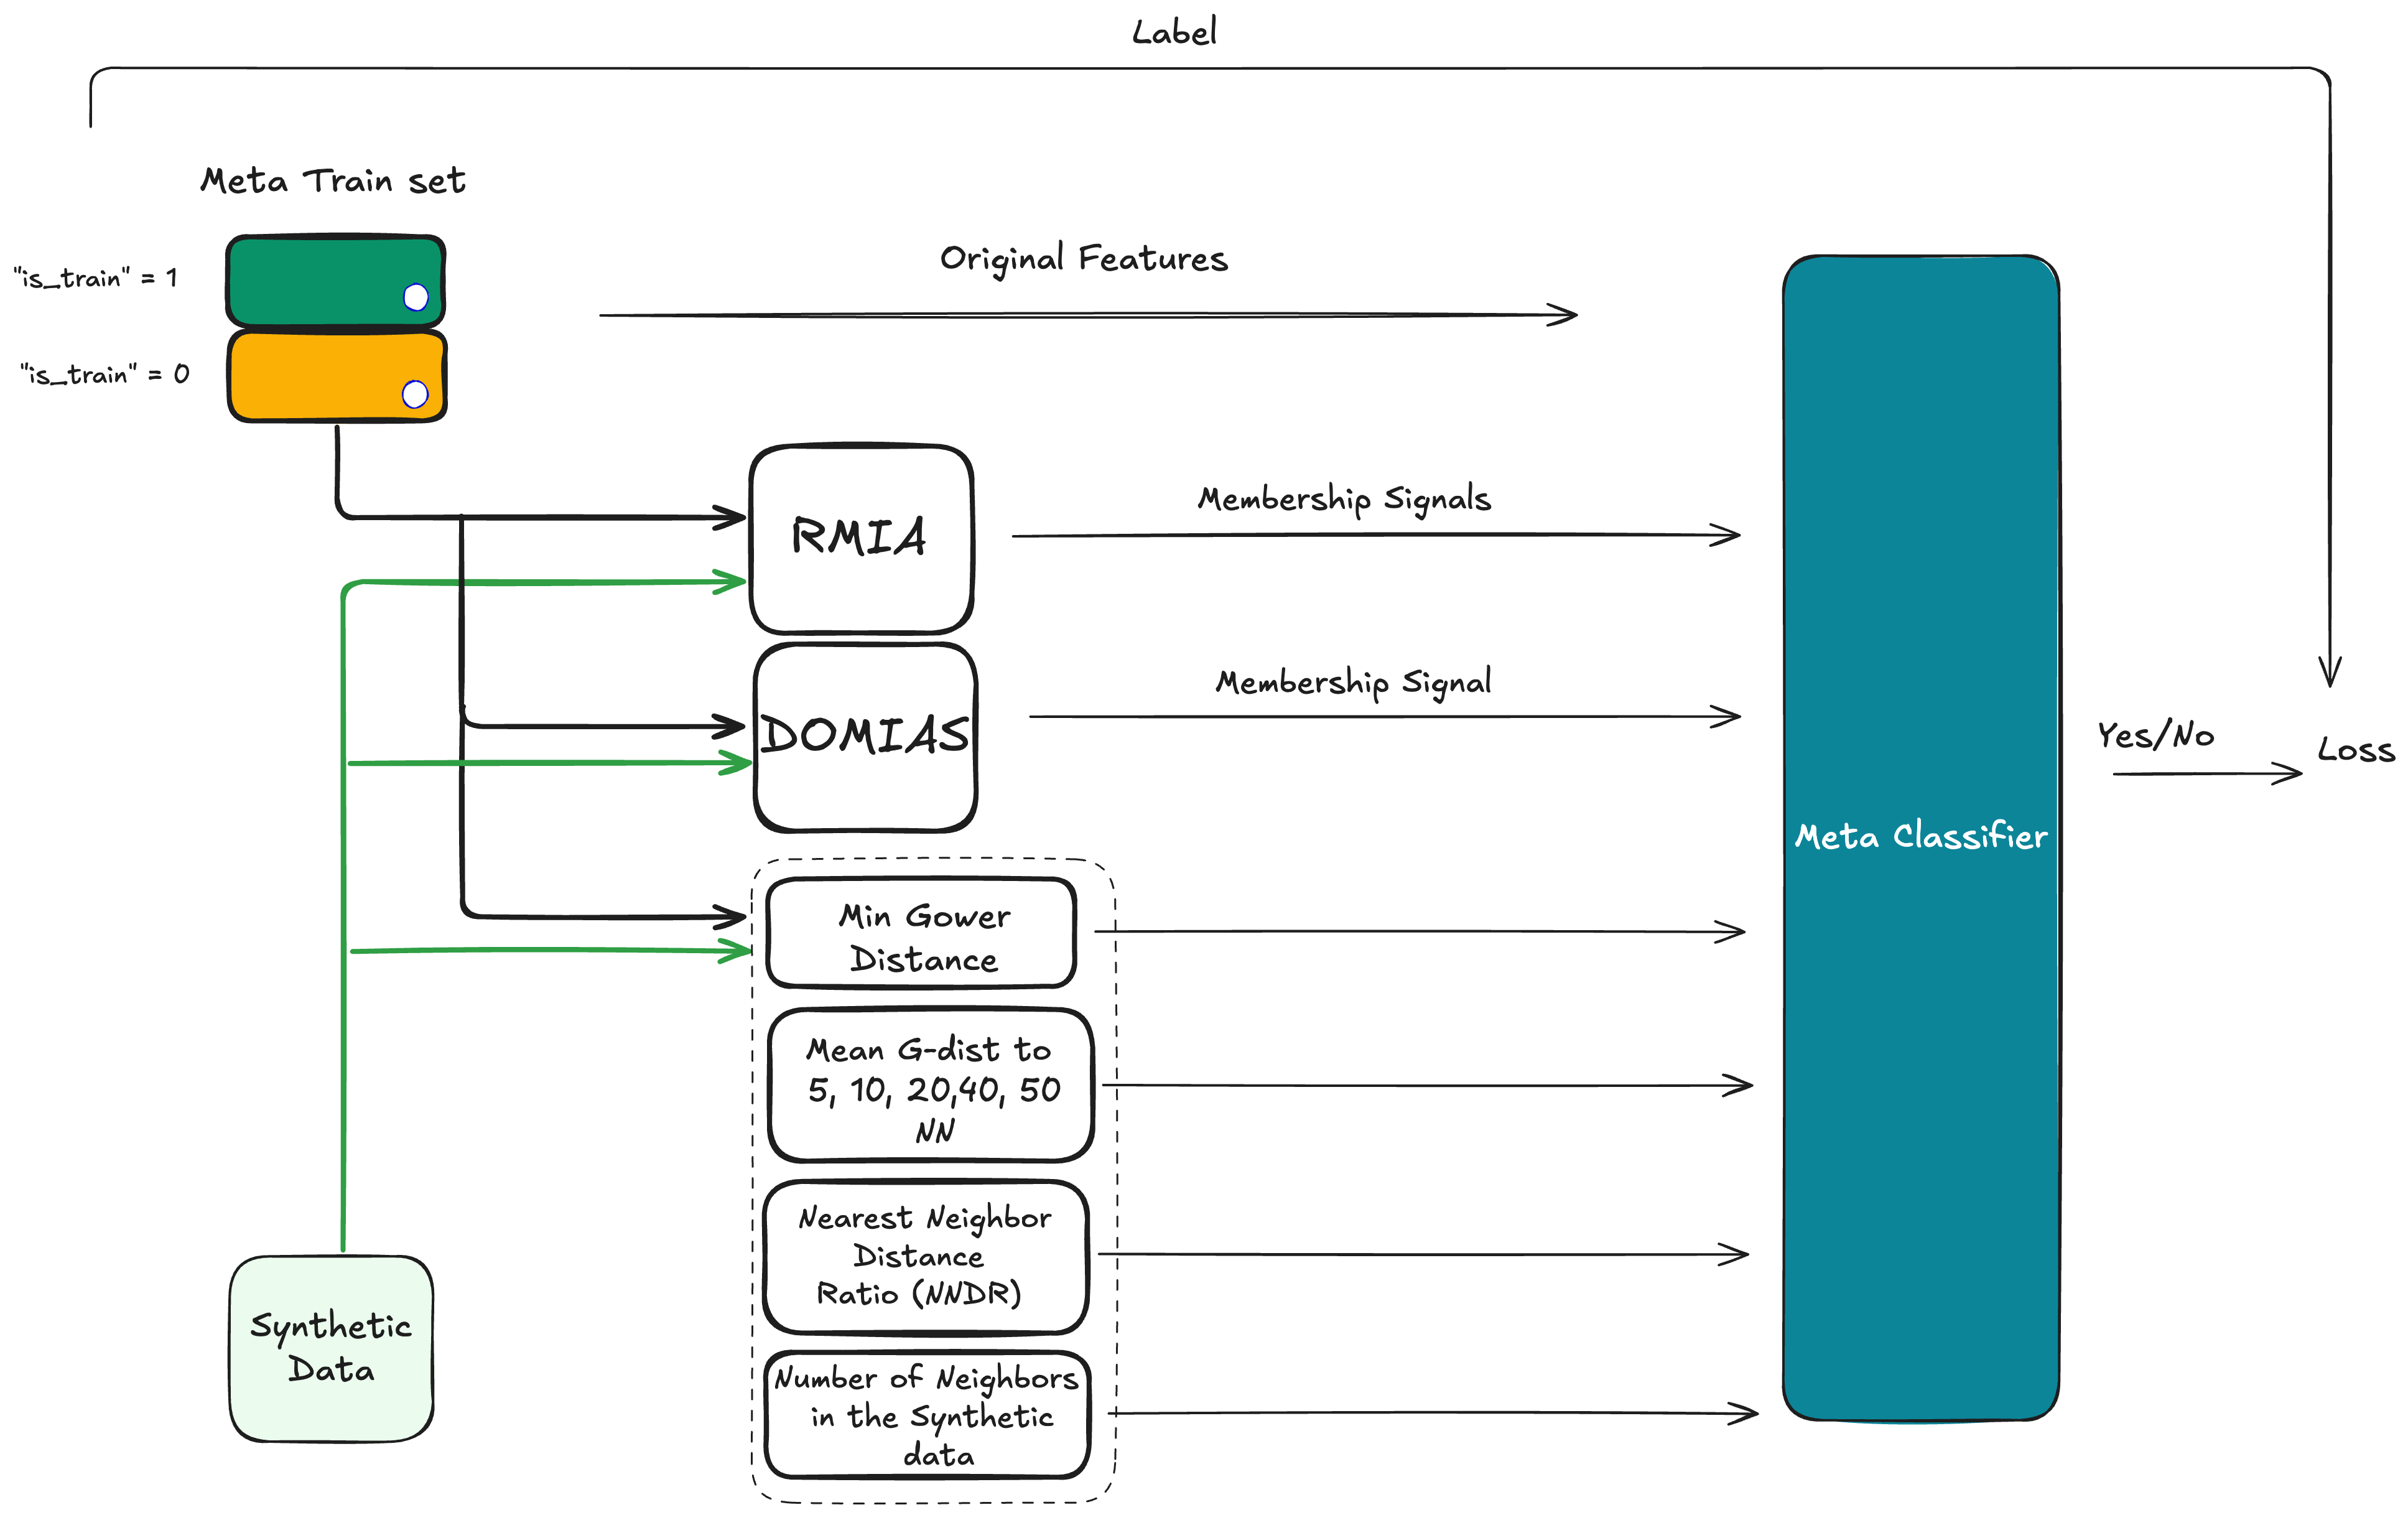 Label
Meta Train set
"is_train" = 1
"is_train" = 0
Original Features
RMIA
Membership Signals
DOMIAS
Membership Signal
Min Gower
Distance
Mean G-dist to
5, 10, 20,40, 50
NN
Nearest Neighbor
Distance
Ratio (NNDR)
Number of Neighbors
in the Synthetic
data
Synthetic
Data
Meta Classifier
Yes/No
Loss